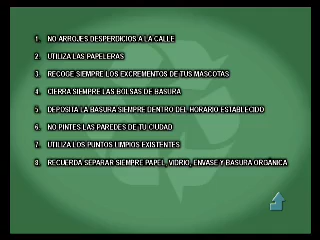 1. NO ARROJES DESPERDICIOS A LA CALLE
2. UTILIZA LAS PAPELERAS
3. RECOGE SIEMPRE LOS EXCREMENTOS DE TUS MASCOTAS
4. CIERRA SIEMPRE LAS BOLSAS DE BASURA
5. DEPOSITA LA BASURA SIEMPRE DENTRO DEL HORARIO ESTABLECIDO
6. NO PINTES LAS PAREDES DE TU CIUDAD
7. UTILIZA LOS PUNTOS LIMPIOS EXISTENTES
8. RECUERDA SEPARAR SIEMPRE PAPEL, VIDRIO, ENVASE Y BASURA ORGANICA